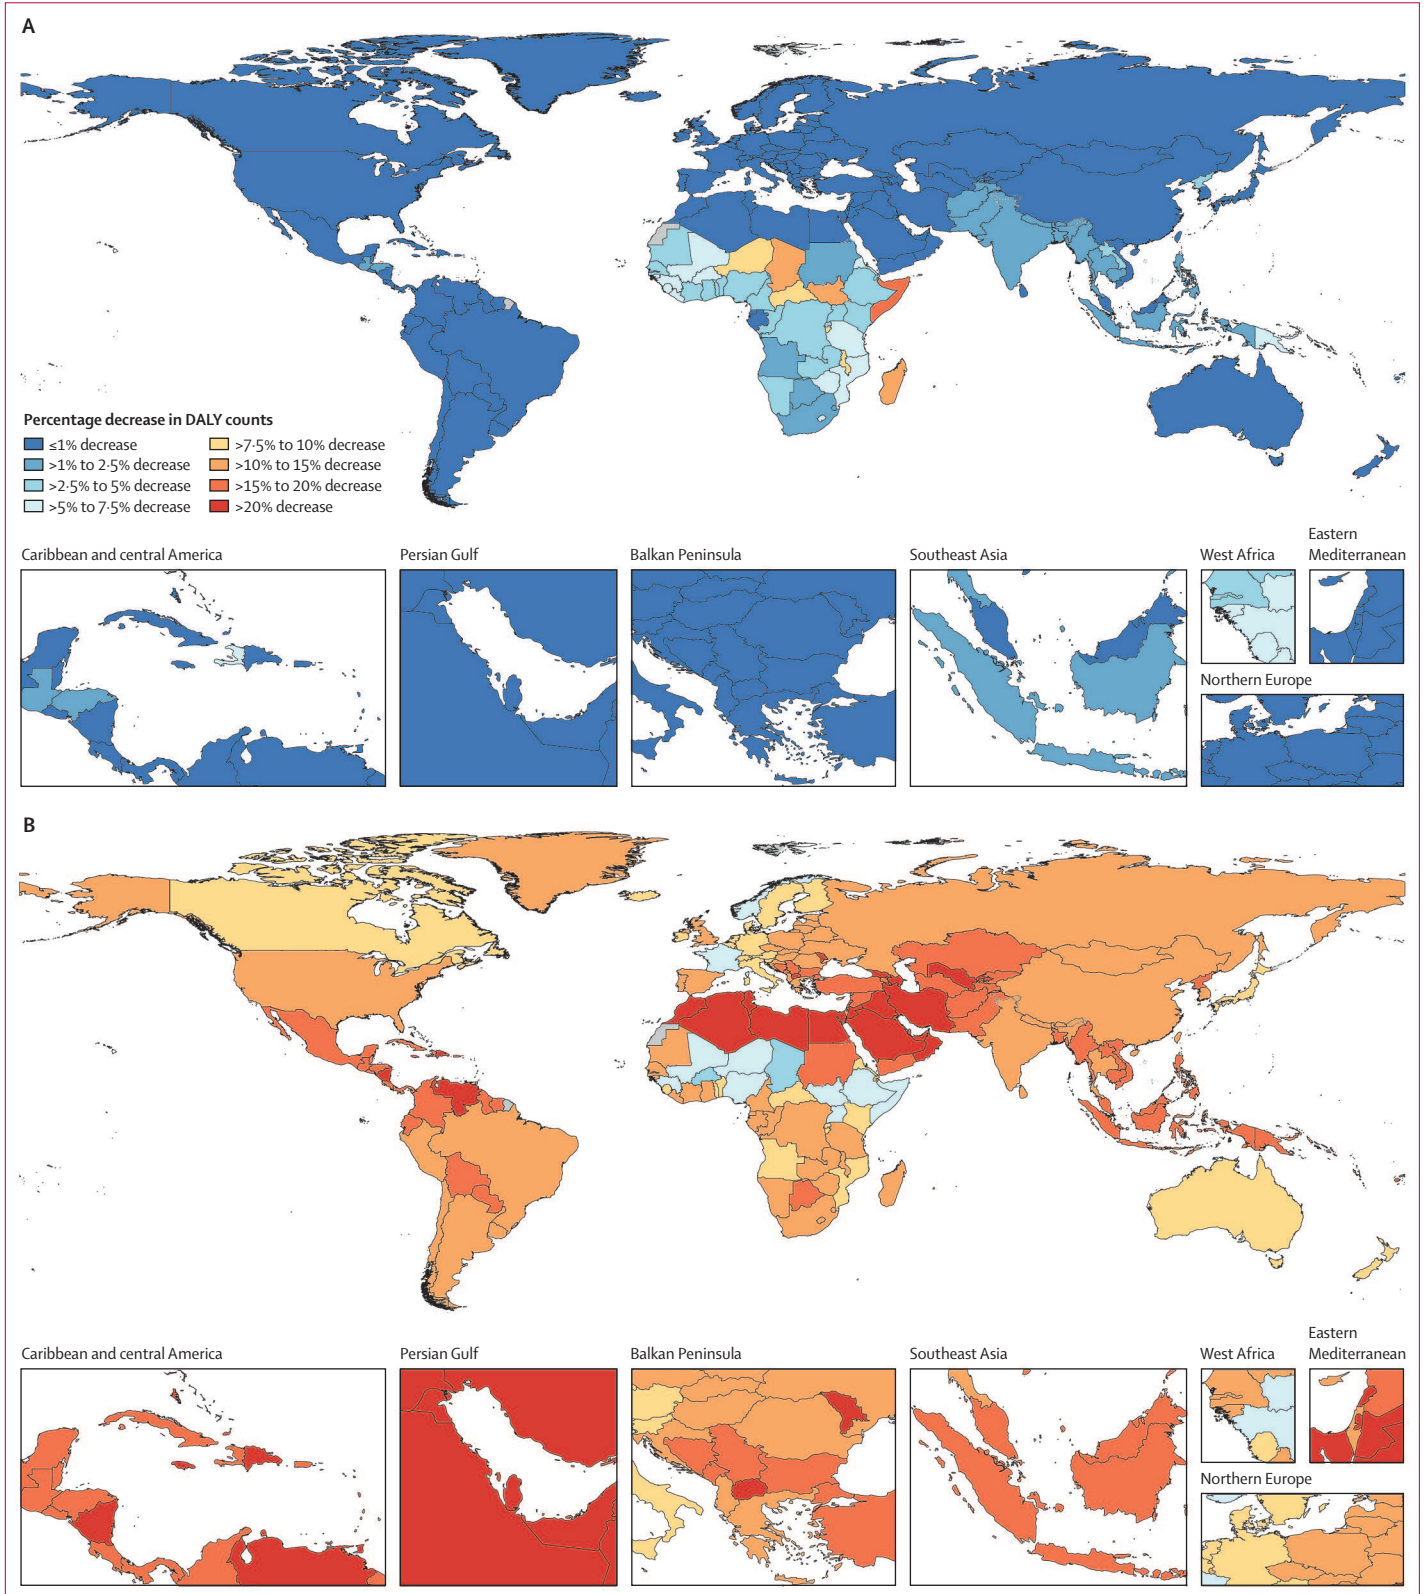 A
Percentage decrease in DALY counts
≤1% decrease
>1% to 2·5% decrease
>2·5% to 5% decrease
>5% to 7·5% decrease
>7·5% to 10% decrease
>10% to 15% decrease
>15% to 20% decrease
>20% decrease
Caribbean and central America
Persian Gulf
Balkan Peninsula
Southeast Asia
West Africa
Eastern
Mediterranean
Northern Europe
B
Caribbean and central America
Persian Gulf
Balkan Peninsula
Southeast Asia
West Africa
Eastern
Mediterranean
Northern Europe